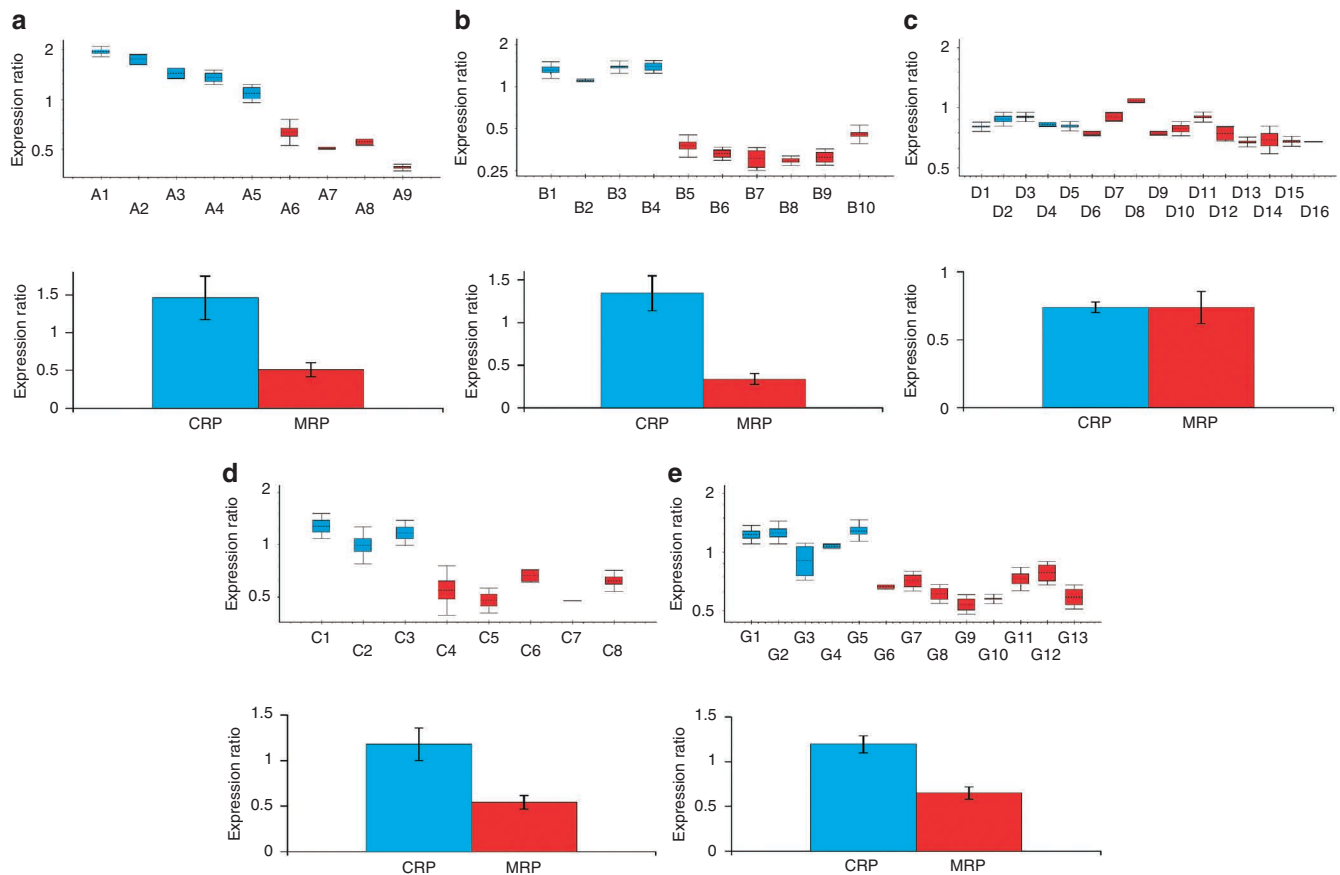 a
Expression ratio
2
1
0.5
A1 A3 A5 A7 A9
A2 A4 A6 A8
Expression ratio
1.5
1
0.5
0
CRP MRP
b
Expression ratio
2
1
0.5
0.25
B1 B3 B5 B7 B9
B2 B4 B6 B8 B10
Expression ratio
1.5
1
0.5
0
CRP MRP
c
Expression ratio
2
1
0.5
D1 D3 D5 D7 D9 D11 D13 D15
D2 D4 D6 D8 D10 D12 D14 D16
Expression ratio
1
0.5
0
CRP MRP
d
Expression ratio
2
1
0.5
C1 C3 C5 C7
C2 C4 C6 C8
Expression ratio
1.5
1
0.5
0
CRP MRP
e
Expression ratio
2
1
0.5
G1 G3 G5 G7 G9 G11 G13
G2 G4 G6 G8 G10 G12
Expression ratio
1.5
1
0.5
0
CRP MRP